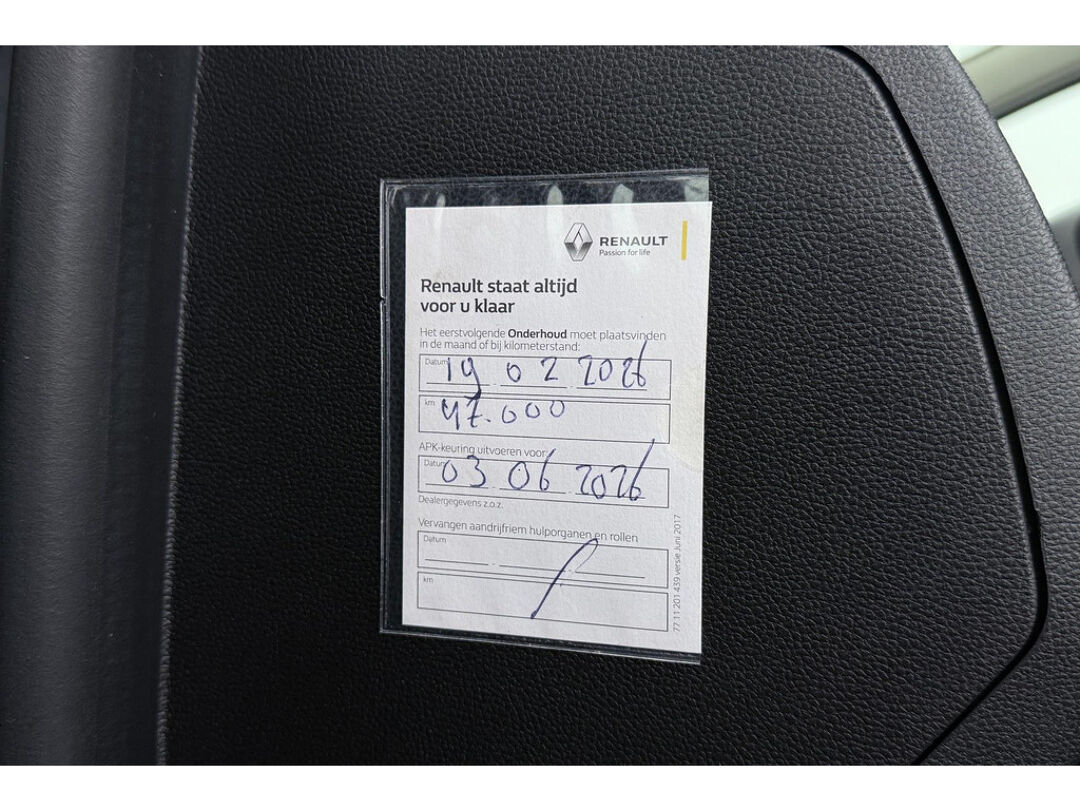 RENAULT
Passion for life
Renault staat altijd
voor u klaar
Het eerstvolgende Onderhoud moet plaatsvinden
in de maand of bij kilometerstand:
Datum 19 02 2026
km 47.000
APK-keuring uitvoeren voor:
Datum 03 06 2026
Dealergegevens z.o.z.
Vervangen aandrijfriem hulporganen en rollen
Datum
km
77 11 201 439 versie Juni 2017